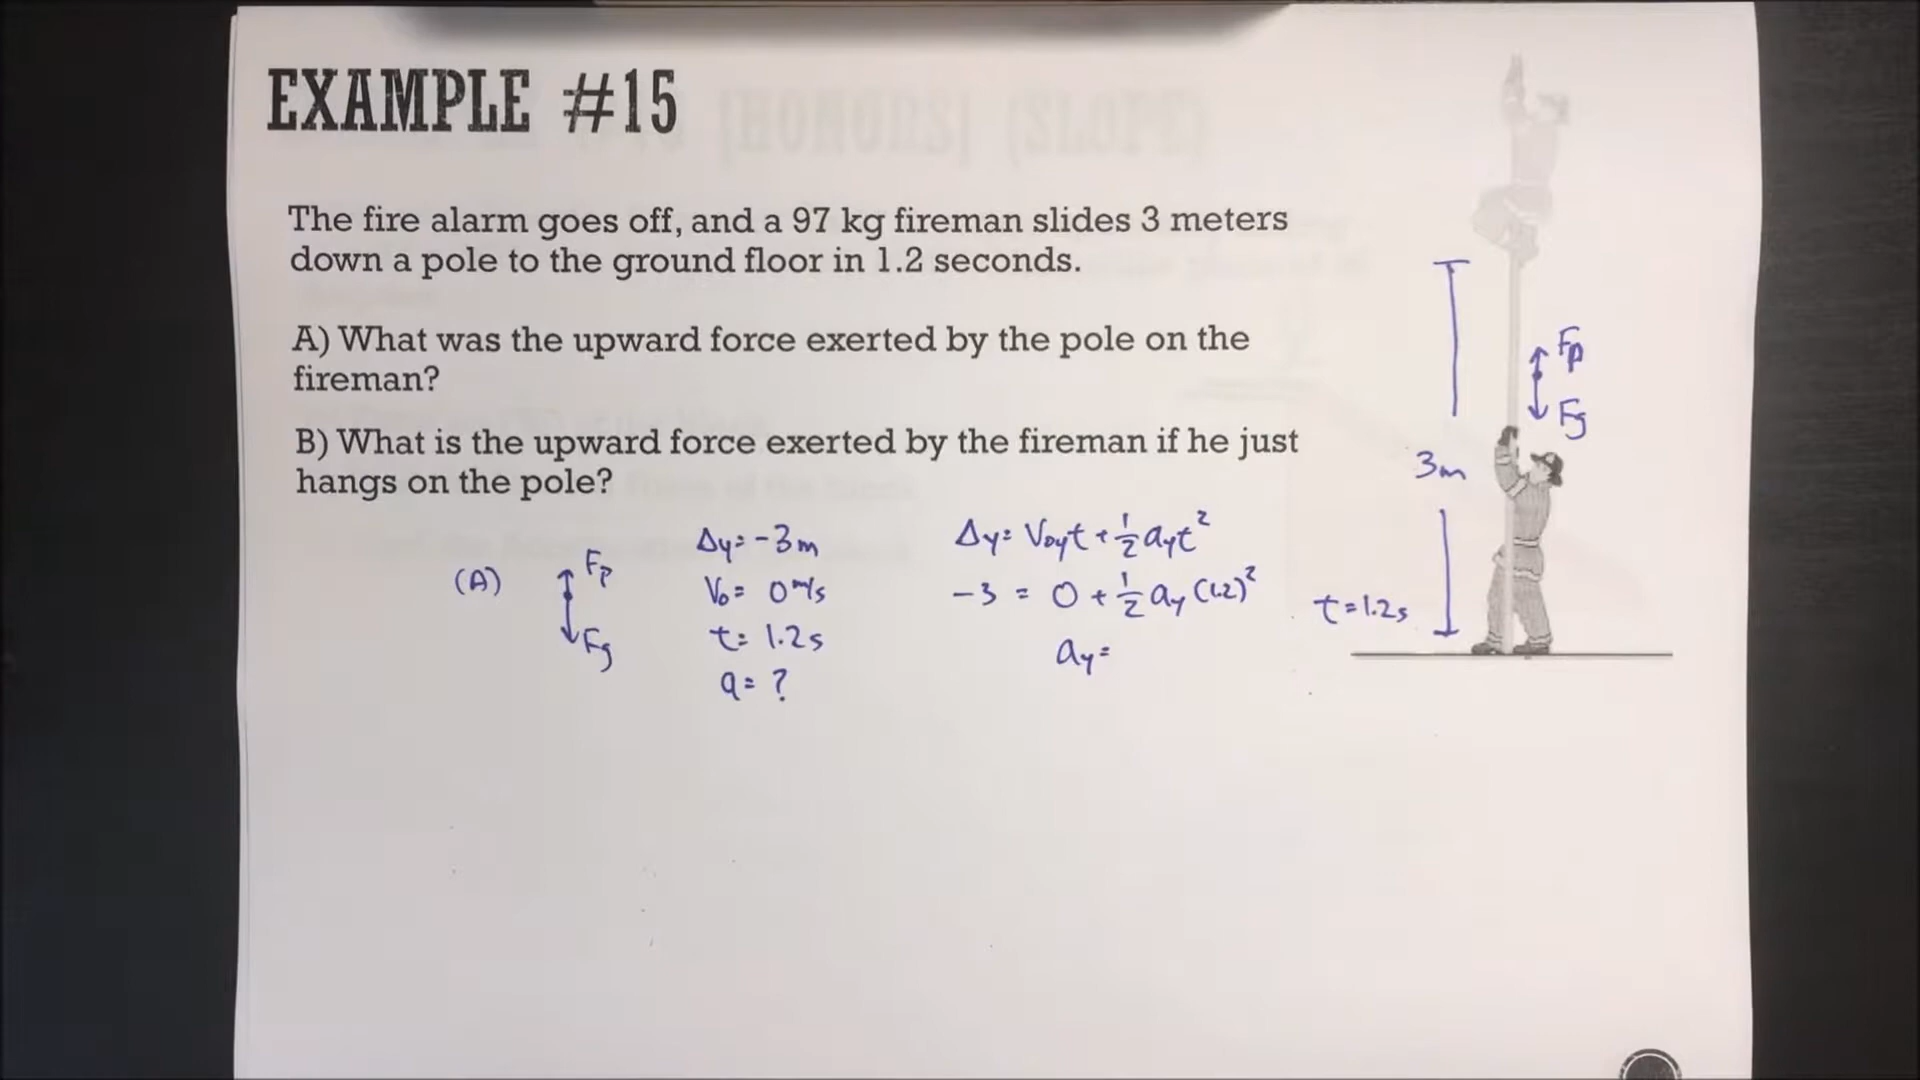 EXAMPLE #15
The fire alarm goes off, and a 97 kg fireman slides 3 meters
down a pole to the ground floor in 1.2 seconds.
A) What was the upward force exerted by the pole on the
fireman?
B) What is the upward force exerted by the fireman if he just
hangs on the pole?
Fp
Fg
3m
t=1.2s
(A)
Fp
Fg
Δy=-3m
V₀= 0 m/s
t= 1.2s
a= ?
Δy= V₀yt + ½ayt²
-3 = 0 + ½ay(1.2)²
ay=